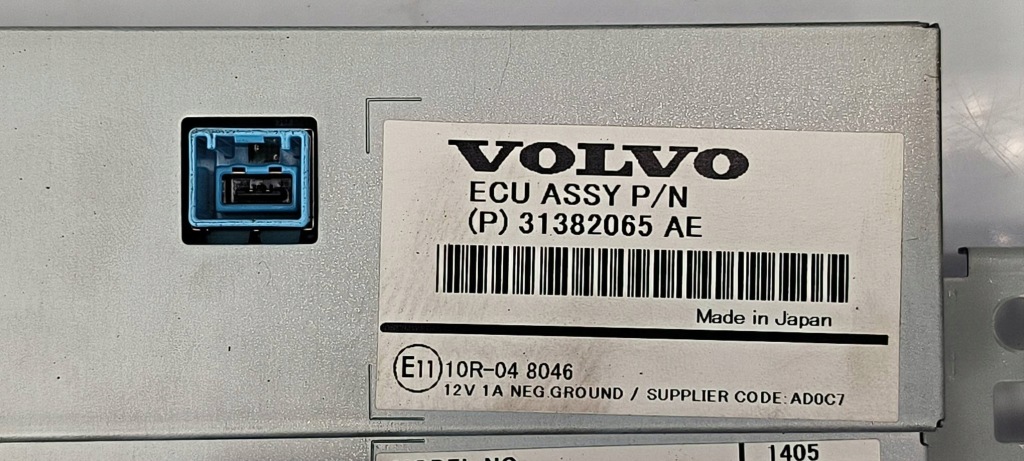 VOLVO
ECU ASSY P/N
(P) 31382065 AE
Made in Japan
E11 10R-04 8046
12V 1A NEG.GROUND / SUPPLIER CODE:AD0C7
1405